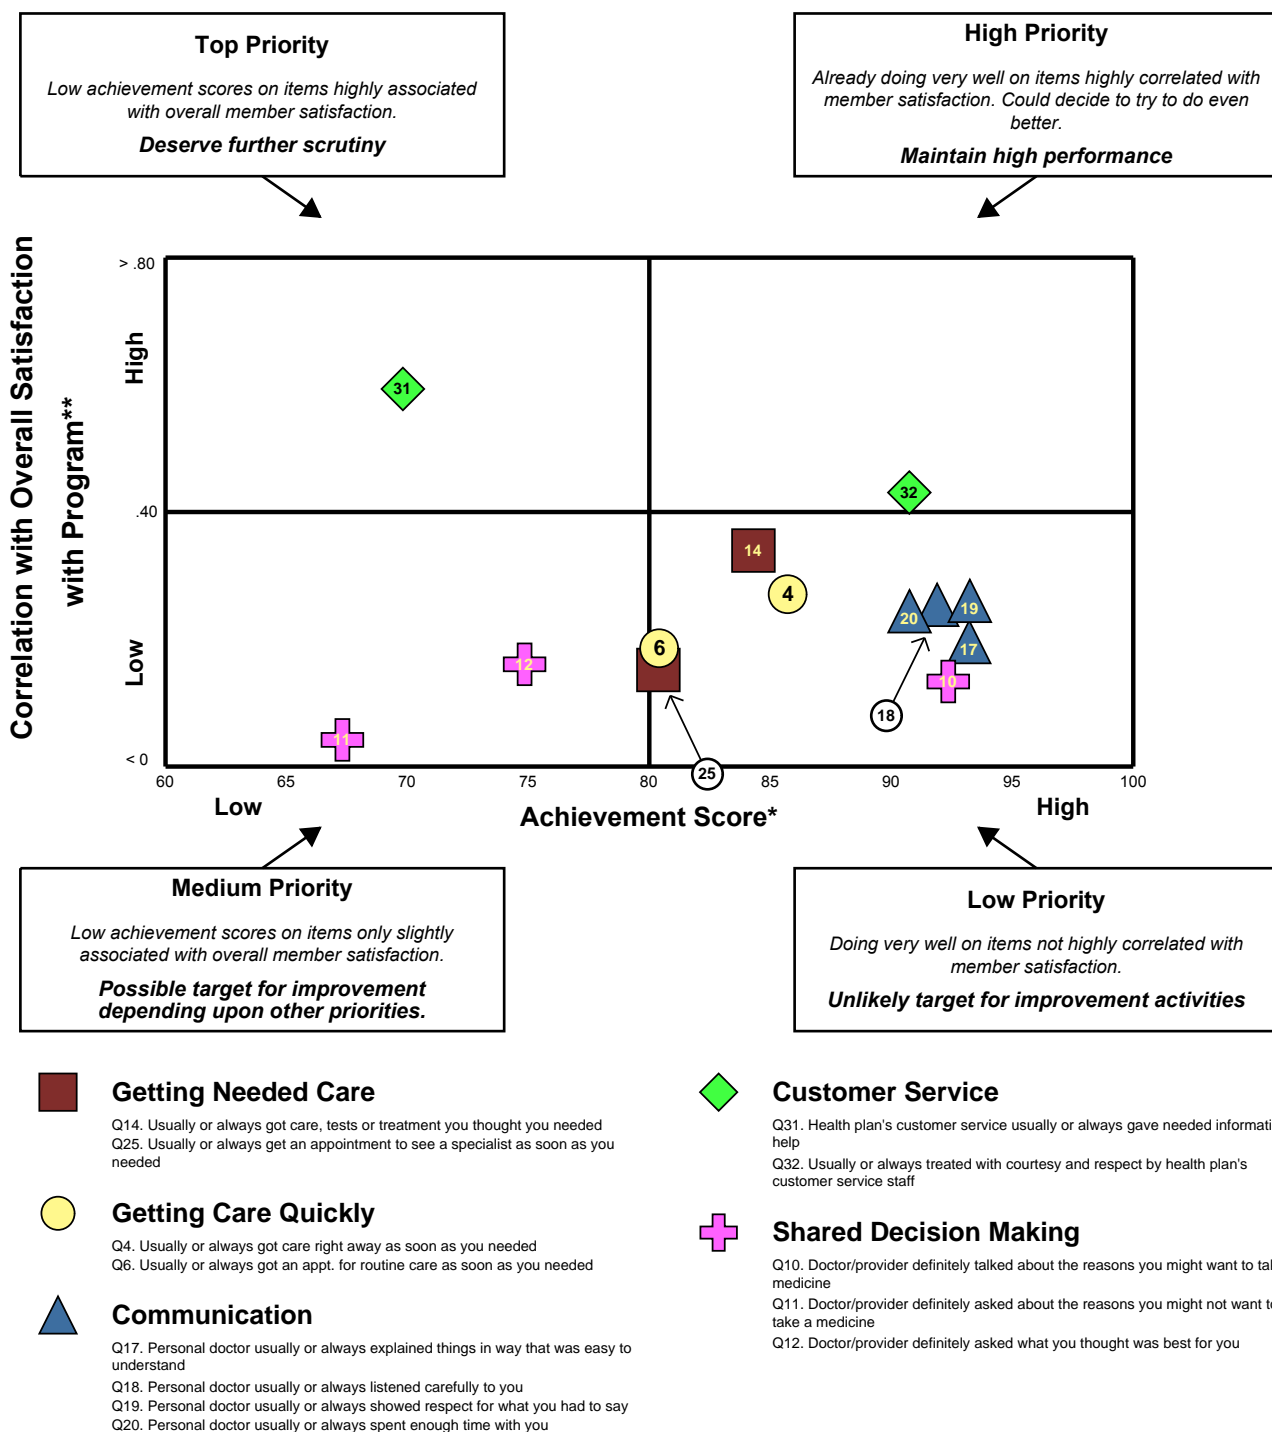 Top Priority
Low achievement scores on items highly associated
with overall member satisfaction.
Deserve further scrutiny
High Priority
Already doing very well on items highly correlated with
member satisfaction. Could decide to try to do even
better.
Maintain high performance
Correlation with Overall Satisfaction
with Program**
> .80
High
.40
Low
< 0
31
32
14
4
6
12
11
20
19
17
10
18
25
60
65
70
75
80
85
90
95
100
Low
Achievement Score*
High
Medium Priority
Low achievement scores on items only slightly
associated with overall member satisfaction.
Possible target for improvement
depending upon other priorities.
Low Priority
Doing very well on items not highly correlated with
member satisfaction.
Unlikely target for improvement activities
Getting Needed Care
Q14. Usually or always got care, tests or treatment you thought you needed
Q25. Usually or always get an appointment to see a specialist as soon as you
needed
Getting Care Quickly
Q4. Usually or always got care right away as soon as you needed
Q6. Usually or always got an appt. for routine care as soon as you needed
Communication
Q17. Personal doctor usually or always explained things in way that was easy to
understand
Q18. Personal doctor usually or always listened carefully to you
Q19. Personal doctor usually or always showed respect for what you had to say
Q20. Personal doctor usually or always spent enough time with you
Customer Service
Q31. Health plan's customer service usually or always gave needed informati
help
Q32. Usually or always treated with courtesy and respect by health plan's
customer service staff
Shared Decision Making
Q10. Doctor/provider definitely talked about the reasons you might want to tak
medicine
Q11. Doctor/provider definitely asked about the reasons you might not want to
take a medicine
Q12. Doctor/provider definitely asked what you thought was best for you